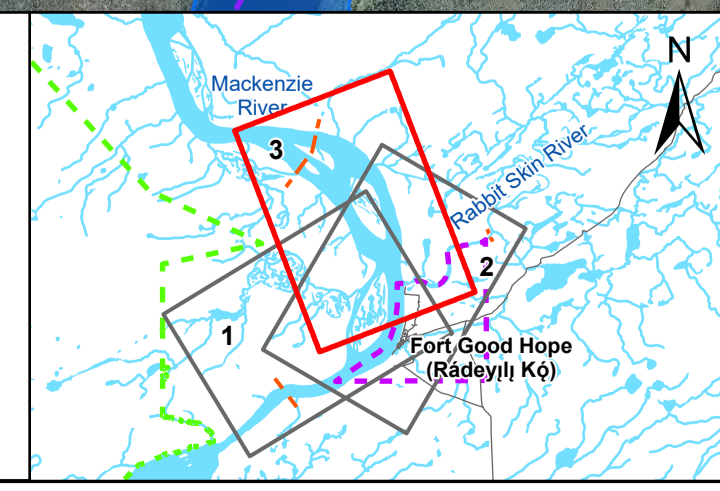 N
Mackenzie
River
3
Rabbit Skin River
2
1
Fort Good Hope
(Rádeyı̨lı̨ Kǫ́)